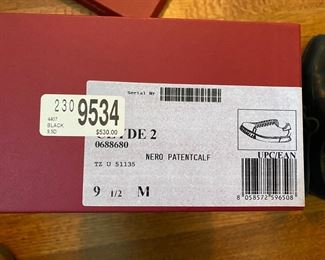 Serial Nr
230 9534
4407
BLACK
9.5D
$530.00
DE 2
0688680
NERO PATENTCALF
TZ U 51135
9 1/2 M
UPC/EAN
8 058572 596508